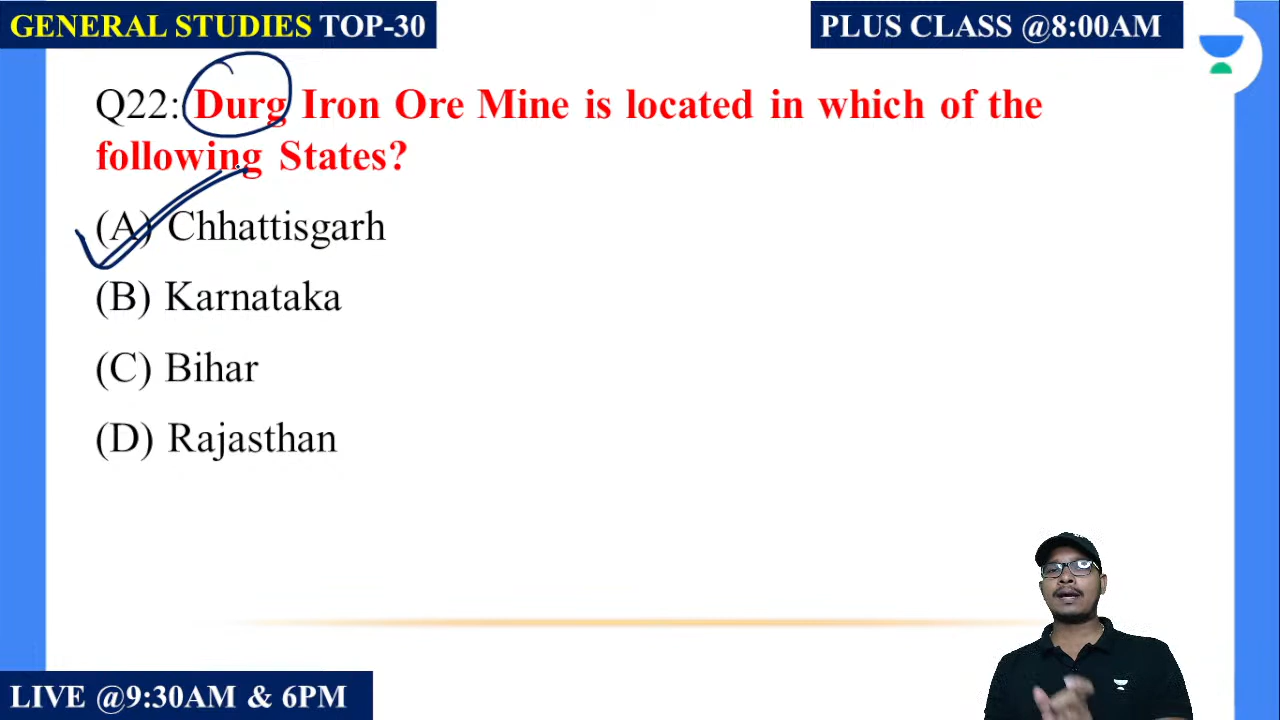 GENERAL STUDIES TOP-30
PLUS CLASS @8:00AM
Q22: Durg Iron Ore Mine is located in which of the
following States?
(A) Chhattisgarh
(B) Karnataka
(C) Bihar
(D) Rajasthan
LIVE @9:30AM & 6PM